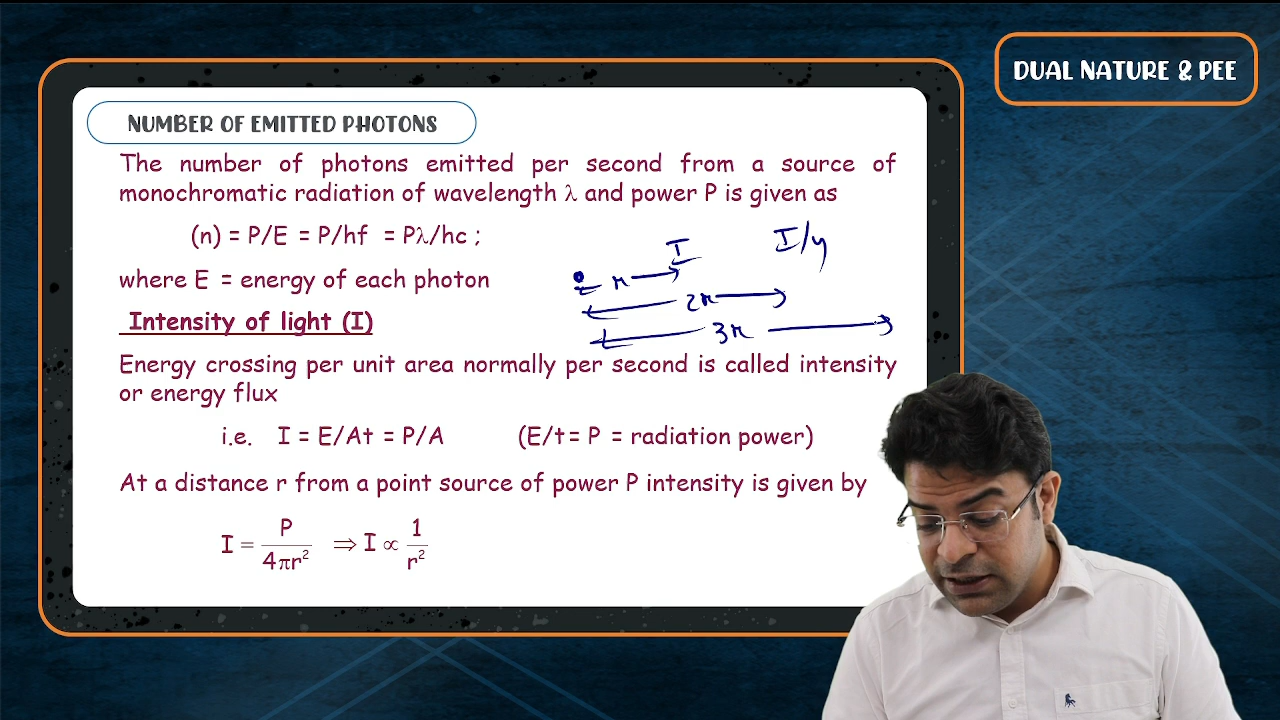 DUAL NATURE & PEE
NUMBER OF EMITTED PHOTONS
The number of photons emitted per second from a source of
monochromatic radiation of wavelength λ and power P is given as
(n) = P/E = P/hf = Pλ/hc ;
where E = energy of each photon
I
I/4
r
2r
3r
Intensity of light (I)
Energy crossing per unit area normally per second is called intensity
or energy flux
i.e. I = E/At = P/A (E/t = P = radiation power)
At a distance r from a point source of power P intensity is given by
I = P/4πr² ⇒ I ∝ 1/r²